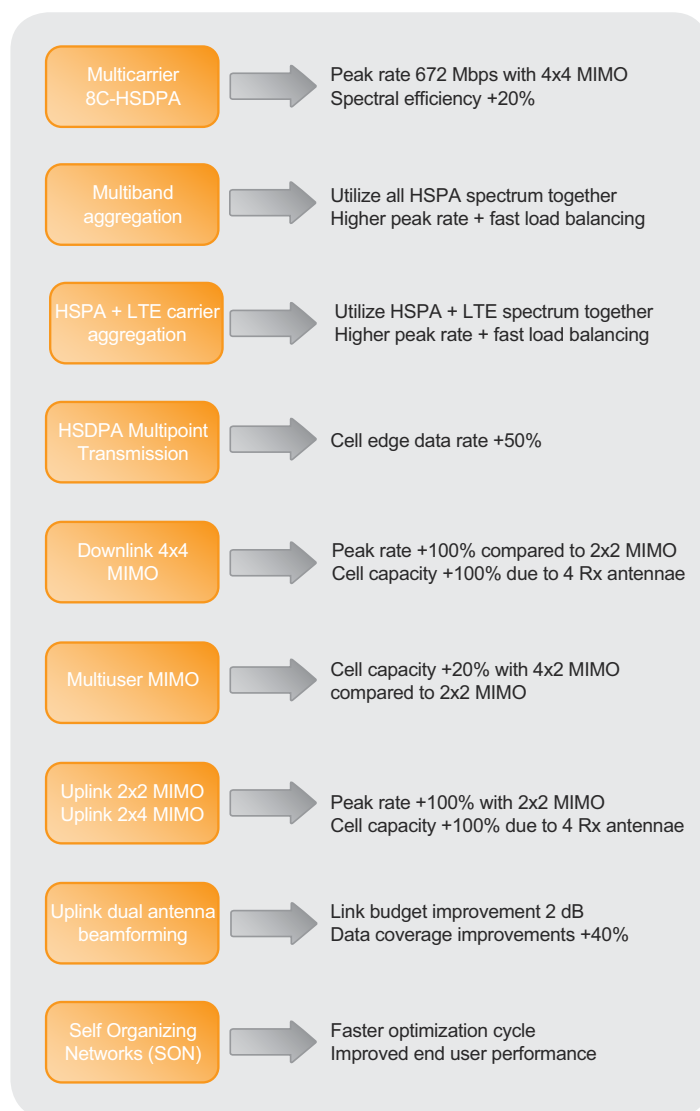 Multicarrier
8C-HSDPA
Peak rate 672 Mbps with 4x4 MIMO
Spectral efficiency +20%
Multiband
aggregation
Utilize all HSPA spectrum together
Higher peak rate + fast load balancing
HSPA + LTE carrier
aggregation
Utilize HSPA + LTE spectrum together
Higher peak rate + fast load balancing
HSDPA Multipoint
Transmission
Cell edge data rate +50%
Downlink 4x4
MIMO
Peak rate +100% compared to 2x2 MIMO
Cell capacity +100% due to 4 Rx antennae
Multiuser MIMO
Cell capacity +20% with 4x2 MIMO
compared to 2x2 MIMO
Uplink 2x2 MIMO
Uplink 2x4 MIMO
Peak rate +100% with 2x2 MIMO
Cell capacity +100% due to 4 Rx antennae
Uplink dual antenna
beamforming
Link budget improvement 2 dB
Data coverage improvements +40%
Self Organizing
Networks (SON)
Faster optimization cycle
Improved end user performance